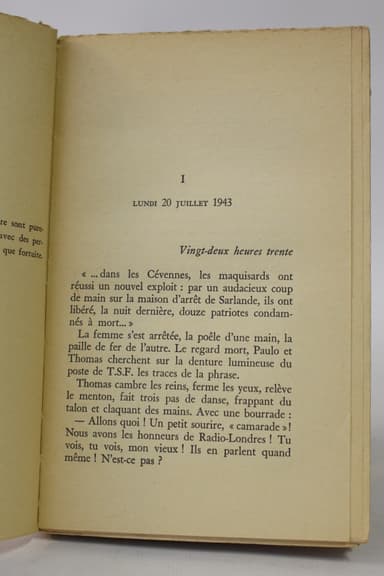 re sont pure-
avec des per-
que fortuite.
I
LUNDI 20 JUILLET 1943
Vingt-deux heures trente
« ...dans les Cévennes, les maquisards ont
réussi un nouvel exploit : par un audacieux coup
de main sur la maison d'arrêt de Sarlande, ils ont
libéré, la nuit dernière, douze patriotes condam-
nés à mort... »
La femme s'est arrêtée, la poêle d'une main, la
paille de fer de l'autre. Le regard mort, Paulo et
Thomas cherchent sur la denture lumineuse du
poste de T.S.F. les traces de la phrase.
Thomas cambre les reins, ferme les yeux, relève
le menton, fait trois pas de danse, frappant du
talon et claquant des mains. Avec une bourrade :
— Allons quoi ! Un petit sourire, « camarade »!
Nous avons les honneurs de Radio-Londres ! Tu
vois, tu vois, mon vieux ! Ils en parlent quand
même ! N'est-ce pas ?